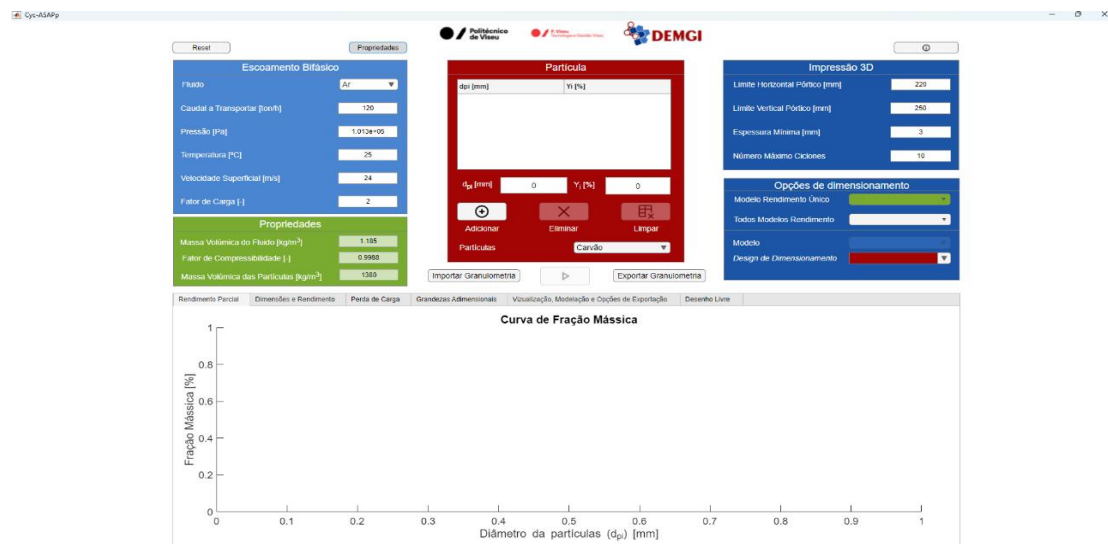 Cyc-ASAPp
Politécnico
de Viseu
DEMGI
Reset
Propriedades
Escoamento Bifásico
Fluido
Ar
Caudal a Transportar [ton/h]
120
Pressão [Pa]
1.013e+05
Temperatura [ºC]
25
Velocidade Superficial [m/s]
24
Fator de Carga [-]
2
Propriedades
Massa Volúmica do Fluido [kg/m³]
1.185
Fator de Compressibilidade [-]
0.9988
Massa Volúmica das Partículas [kg/m³]
1380
Partícula
dpi [mm]
Yi [%]
dpi [mm]
0
Yi [%]
0
Adicionar
Eliminar
Limpar
Partículas
Carvão
Importar Granulometria
Exportar Granulometria
Impressão 3D
Limite Horizontal Pórtico [mm]
220
Limite Vertical Pórtico [mm]
250
Espessura Mínima [mm]
3
Número Máximo Ciclones
10
Opções de dimensionamento
Modelo Rendimento Único
Todos Modelos Rendimento
Modelo
Design de Dimensionamento
Rendimento Parcial
Dimensões e Rendimento
Perda de Carga
Grandezas Adimensionais
Vizualização, Modelação e Opções de Exportação
Desenho Livre
Curva de Fração Mássica
Fração Mássica [%]
1
0.8
0.6
0.4
0.2
0
0 0.1 0.2 0.3 0.4 0.5 0.6 0.7 0.8 0.9 1
Diâmetro da partículas (dpi) [mm]